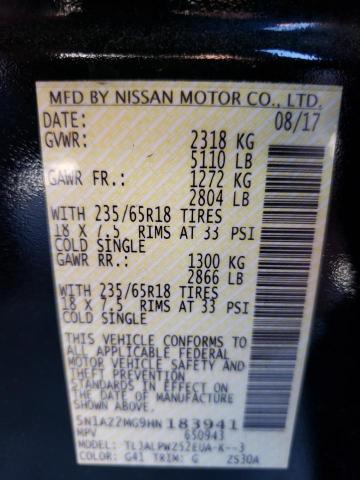 MFD BY NISSAN MOTOR CO., LTD.
DATE: 08/17
GVWR: 2318 KG
5110 LB
GAWR FR.: 1272 KG
2804 LB
WITH 235/65R18 TIRES
18 X 7.5 RIMS AT 33 PSI
COLD SINGLE
GAWR RR.: 1300 KG
2866 LB
WITH 235/65R18 TIRES
18 X 7.5 RIMS AT 33 PSI
COLD SINGLE
THIS VEHICLE CONFORMS TO
ALL APPLICABLE FEDERAL
MOTOR VEHICLE SAFETY
AND THEFT PREVENTION
STANDARDS IN EFFECT ON
THE DATE OF MANUFACTURE
SHOWN ABOVE.
5N1AZ2MG9HN 183941
MPV 650943
MODEL: TL3ALPWZ52EUA-K--3
COLOR: G41 TRIM: G ZS30A